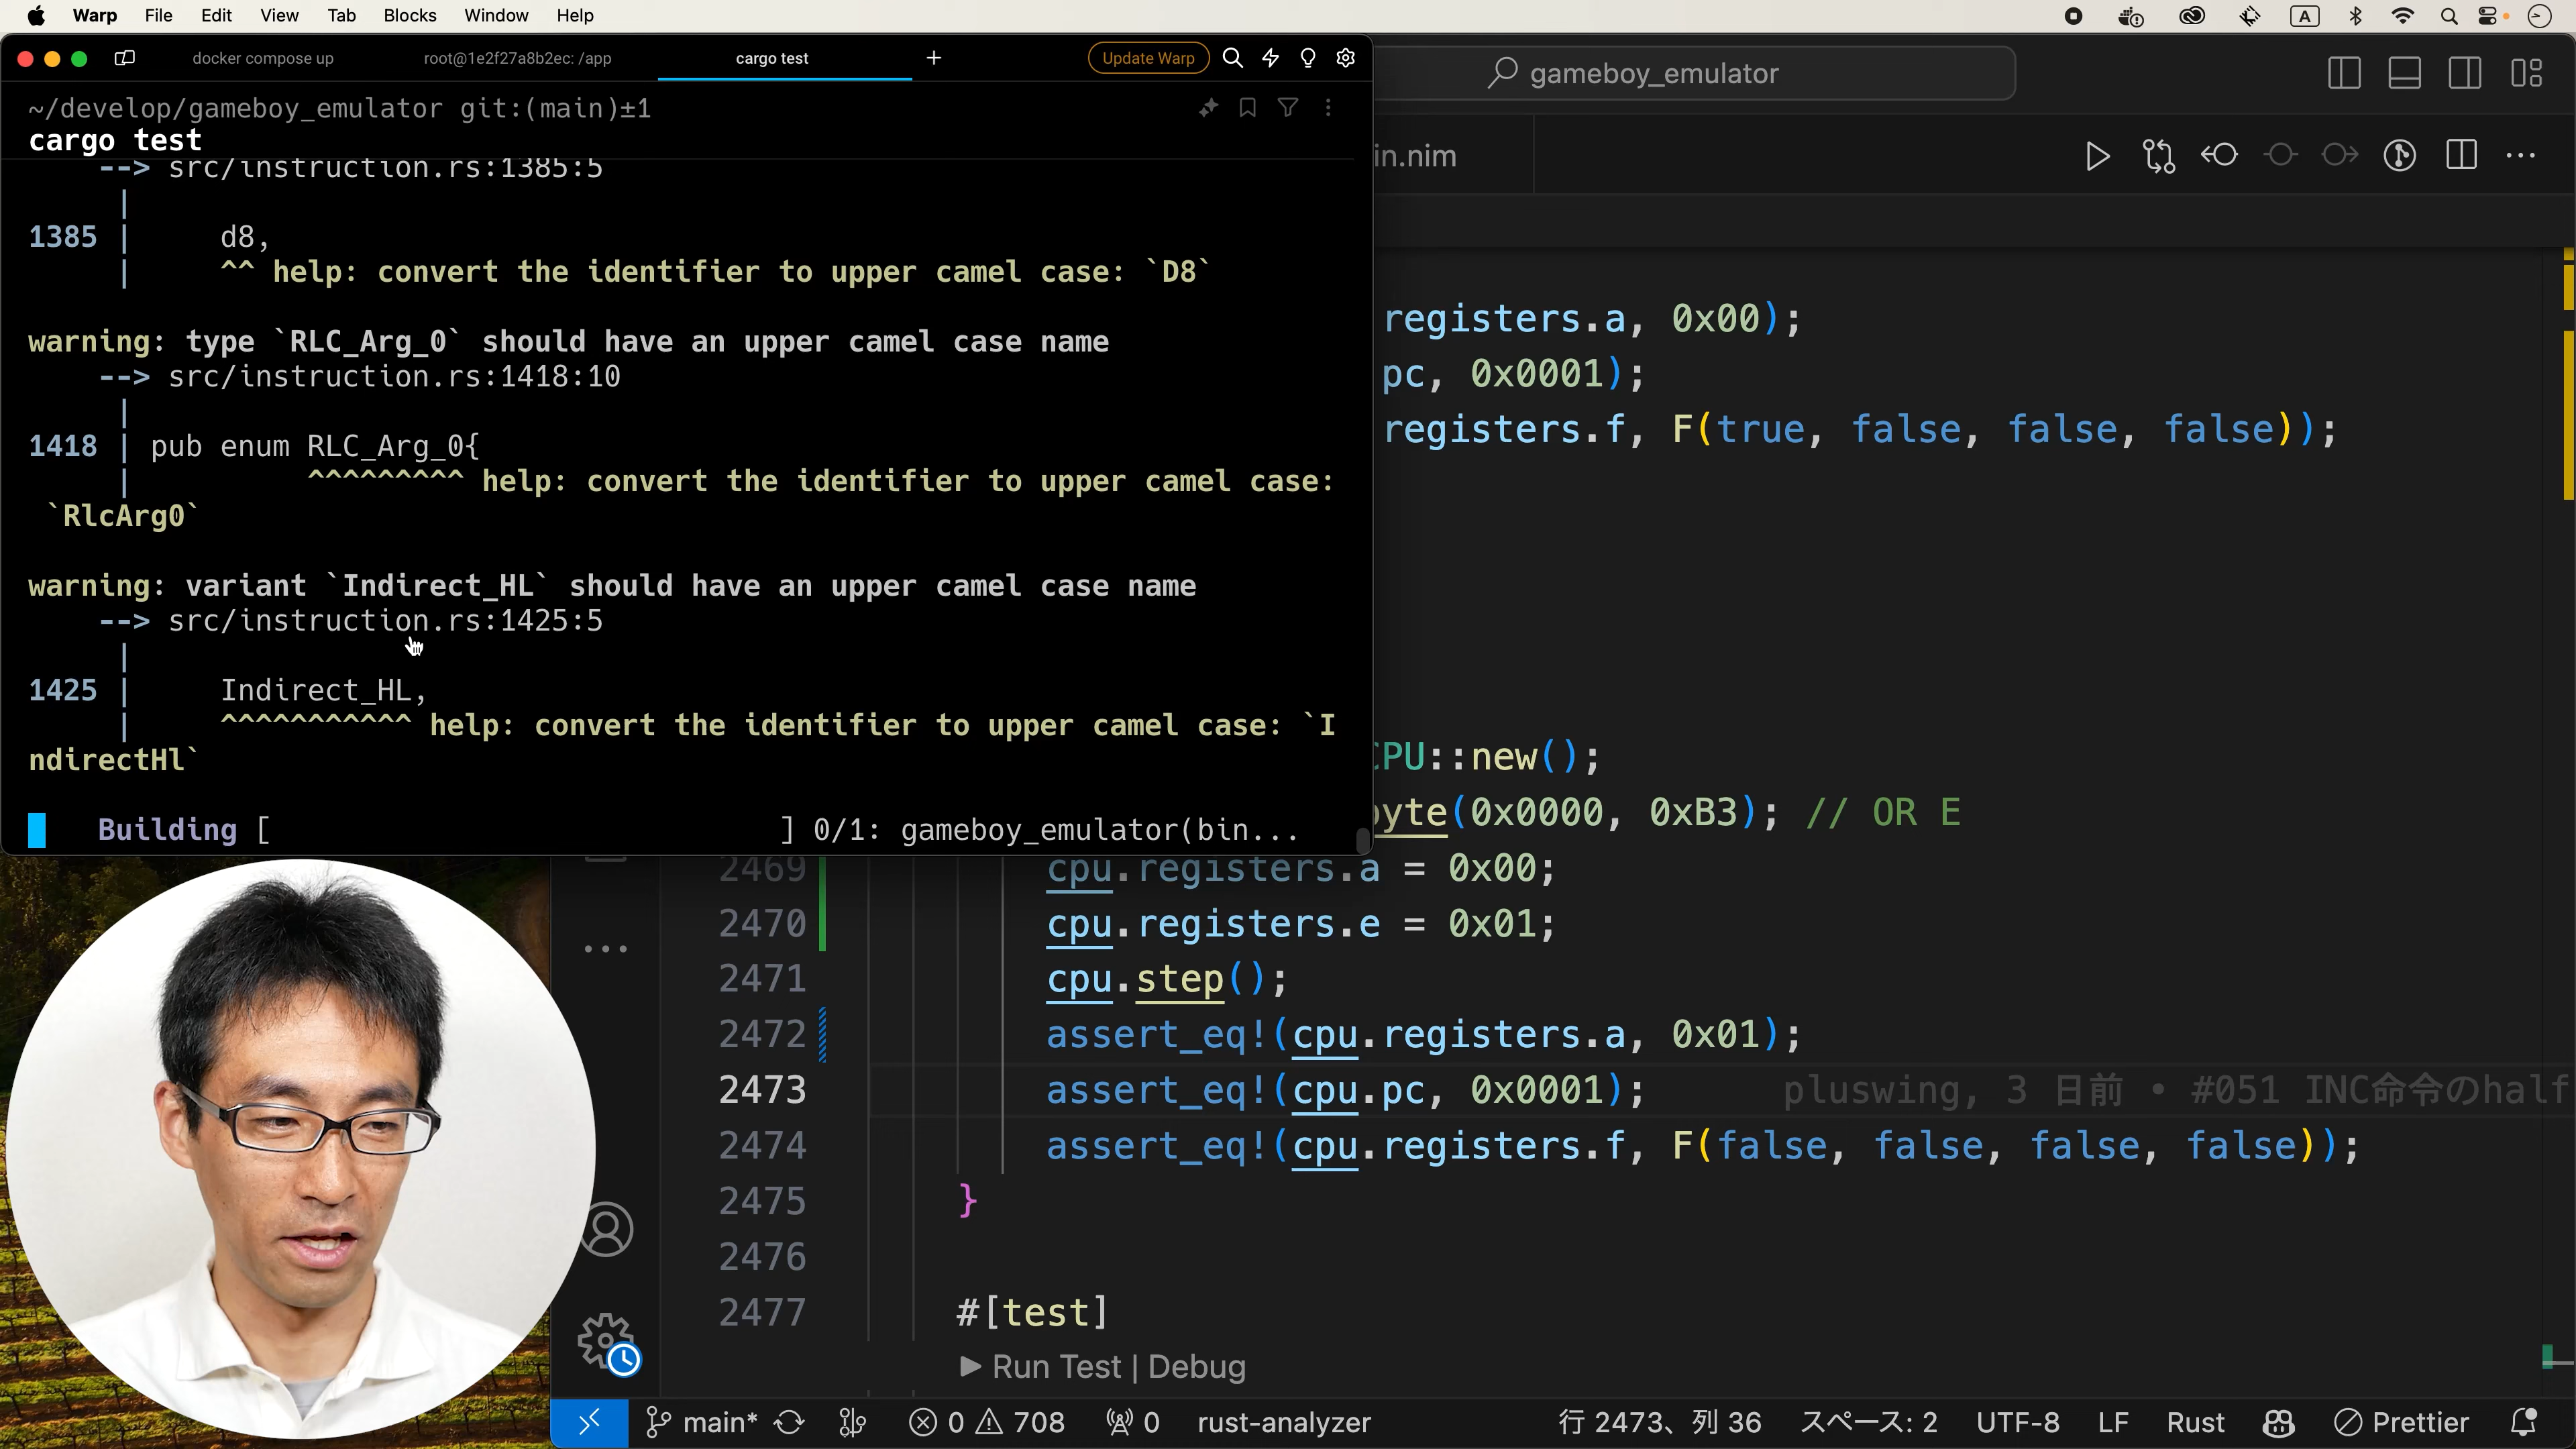 Warp File Edit View Tab Blocks Window Help
A
docker compose up
root@1e2f27a8b2ec: /app
cargo test
+
Update Warp
~/develop/gameboy_emulator git:(main)±1
cargo test
--> src/instruction.rs:1385:5
|
1385 | d8,
| ^^ help: convert the identifier to upper camel case: `D8`
warning: type `RLC_Arg_0` should have an upper camel case name
--> src/instruction.rs:1418:10
|
1418 | pub enum RLC_Arg_0{
| ^^^^^^^^^ help: convert the identifier to upper camel case:
`RlcArg0`
warning: variant `Indirect_HL` should have an upper camel case name
--> src/instruction.rs:1425:5
|
1425 | Indirect_HL,
| ^^^^^^^^^^^ help: convert the identifier to upper camel case: `I
ndirectHl`
Building [ ] 0/1: gameboy_emulator(bin...
gameboy_emulator
in.nim
registers.a, 0x00);
pc, 0x0001);
registers.f, F(true, false, false, false));
CPU::new();
byte(0x0000, 0xB3); // OR E
2469 cpu.registers.a = 0x00;
2470 cpu.registers.e = 0x01;
2471 cpu.step();
2472 assert_eq!(cpu.registers.a, 0x01);
2473 assert_eq!(cpu.pc, 0x0001); pluswing, 3 日前 • #051 INC命令のhalf
2474 assert_eq!(cpu.registers.f, F(false, false, false, false));
2475 }
2476
2477 #[test]
Run Test | Debug
main* 0 708 0 rust-analyzer 行 2473、列 36 スペース: 2 UTF-8 LF Rust Prettier